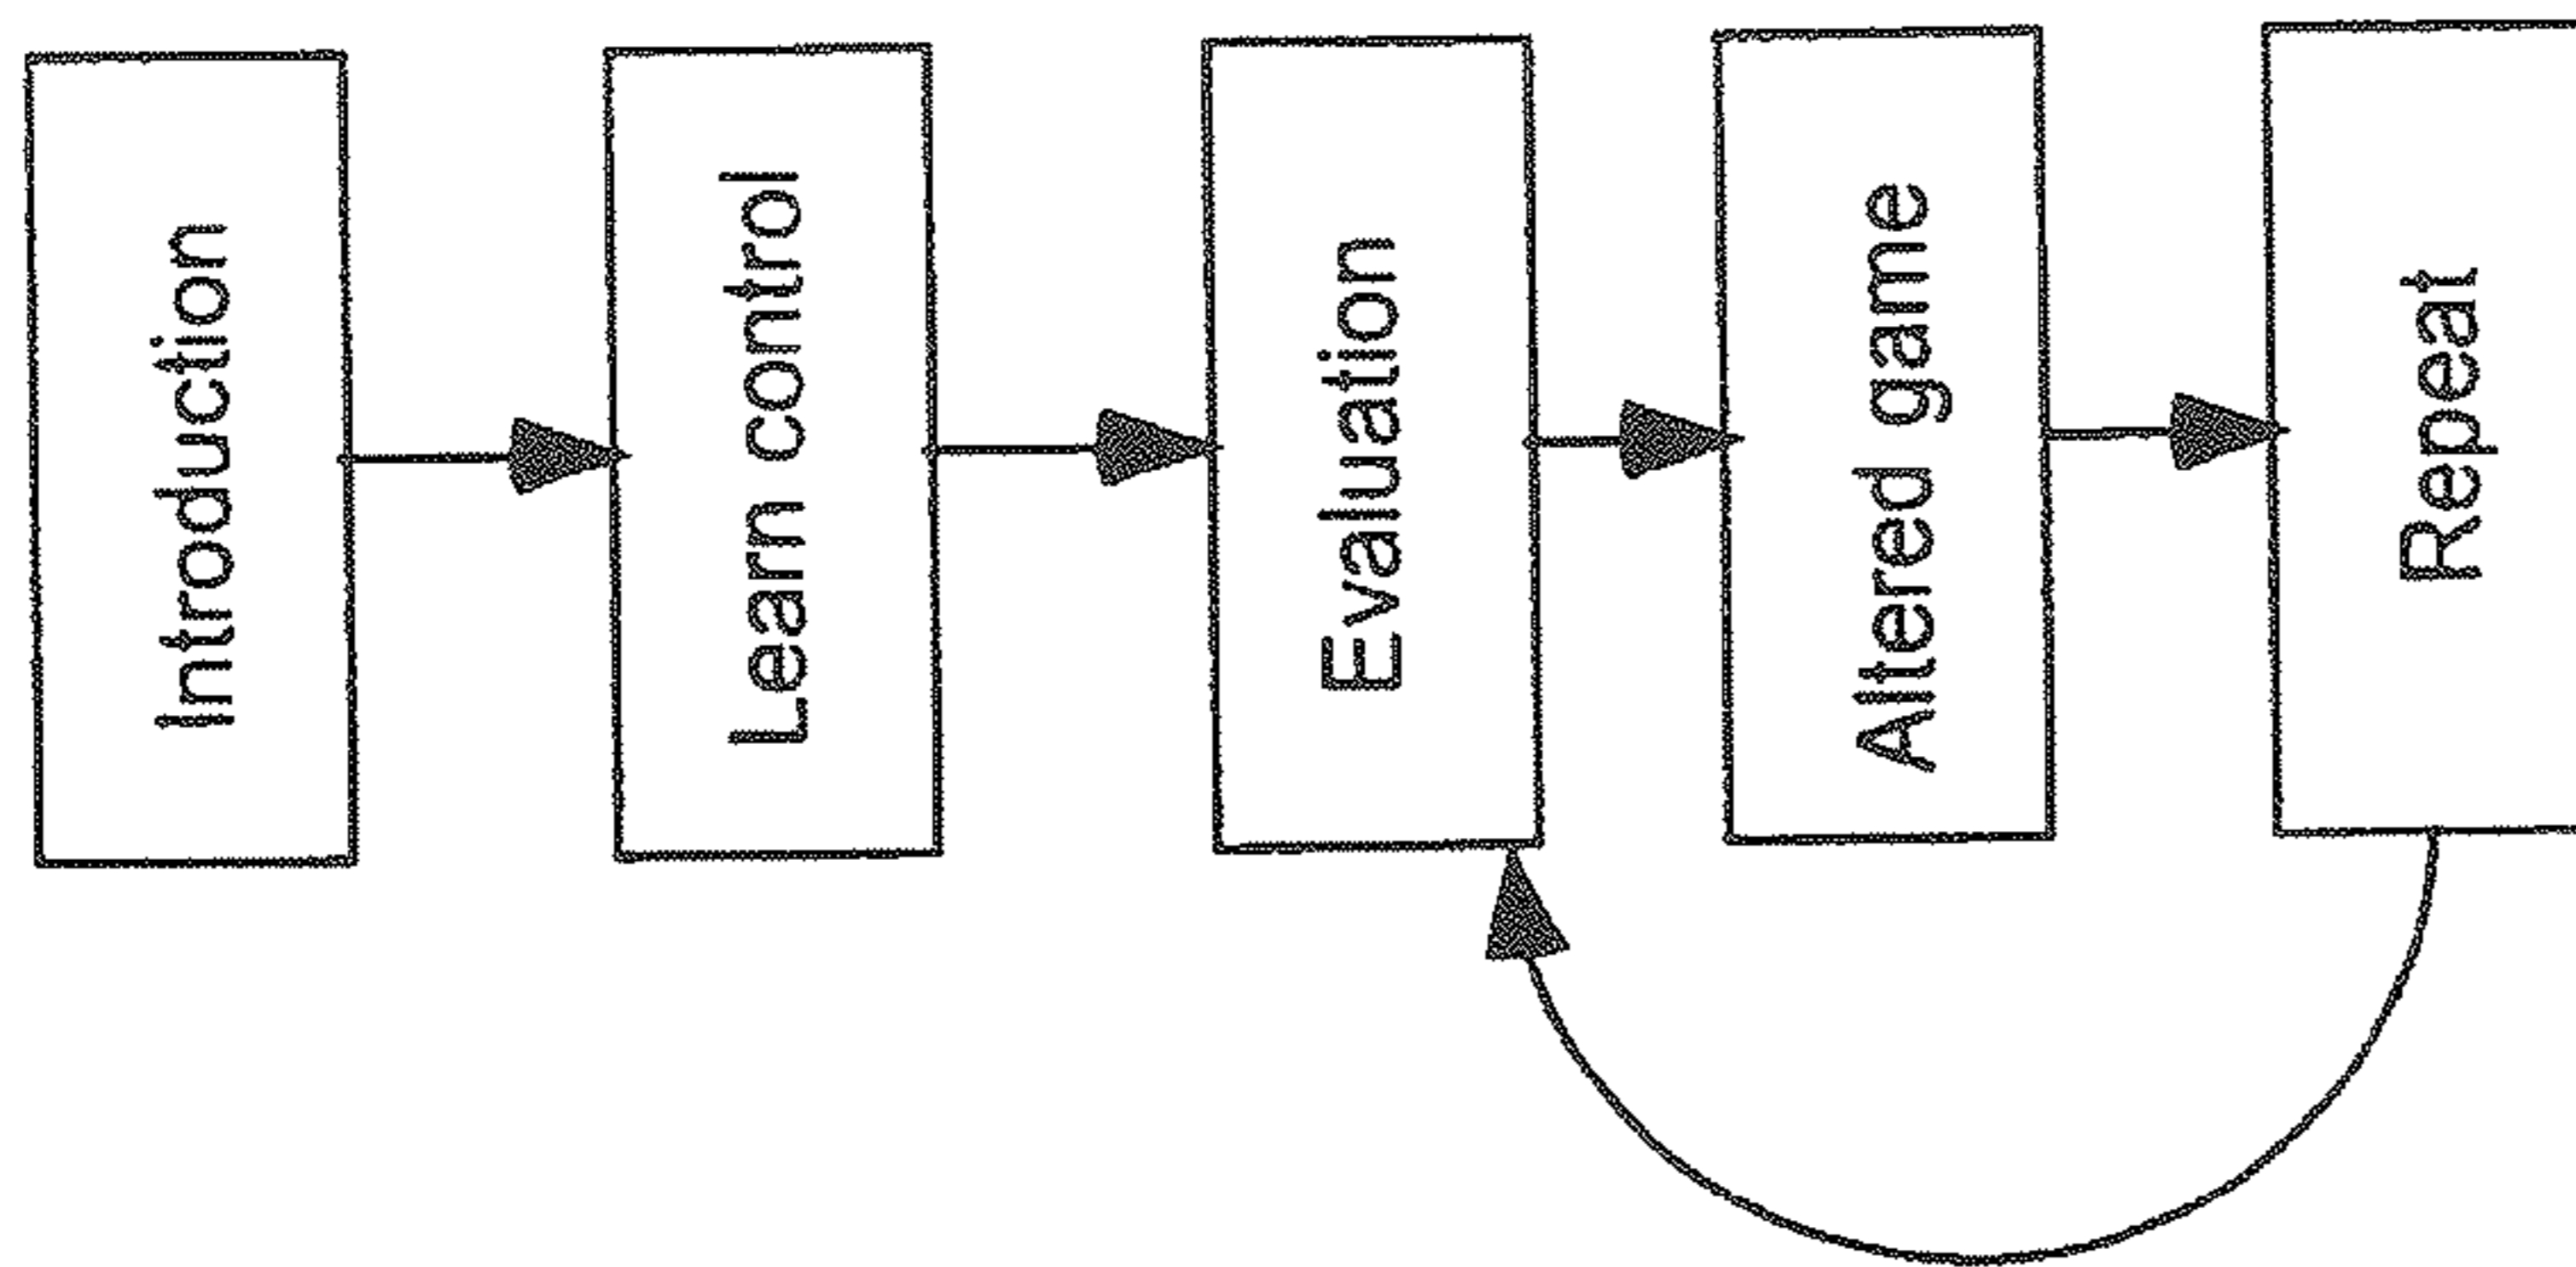 Introduction
Learn control
Evaluation
Altered game
Repeat